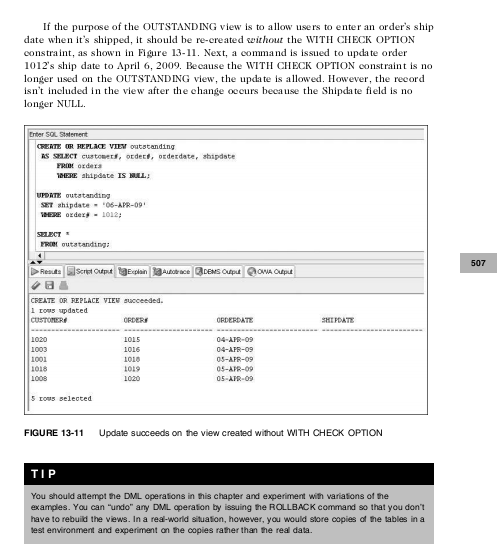 If the purpose of the OUTSTANDING view is to allow users to enter an order's ship
date when it's shipped, it should be re-created without the WITH CHECK OPTION
constraint, as shown in Figure 13-11. Next, a command is issued to update order
1012's ship date to April 6, 2009. Because the WITH CHECK OPTION constraint is no
longer used on the OUTSTANDING view, the update is allowed. However, the record
isn't included in the view after the change occurs because the Shipdate field is no
longer NULL.
Enter SQL Statement:
CREATE OR REPLACE VIEW outstanding
AS SELECT customer#, order#, orderdate, shipdate
FROM orders
WHERE shipdate IS NULL;
UPDATE outstanding
SET shipdate = '06-APR-09'
WHERE order# = 1012;
SELECT *
FROM outstanding;
507
Results Script Output Explain Autotrace DBMS Output OWA Output
CREATE OR REPLACE VIEW succeeded.
1 rows updated
CUSTOMER# ORDER# ORDERDATE SHIPDATE
1020 1015 04-APR-09
1003 1016 04-APR-09
1001 1018 05-APR-09
1018 1019 05-APR-09
1008 1020 05-APR-09
5 rows selected
FIGURE 13-11 Update succeeds on the view created without WITH CHECK OPTION
TIP
You should attempt the DML operations in this chapter and experiment with variations of the
examples. You can "undo" any DML operation by issuing the ROLLBACK command so that you don't
have to rebuild the views. In a real-world situation, however, you would store copies of the tables in a
test environment and experiment on the copies rather than the real data.